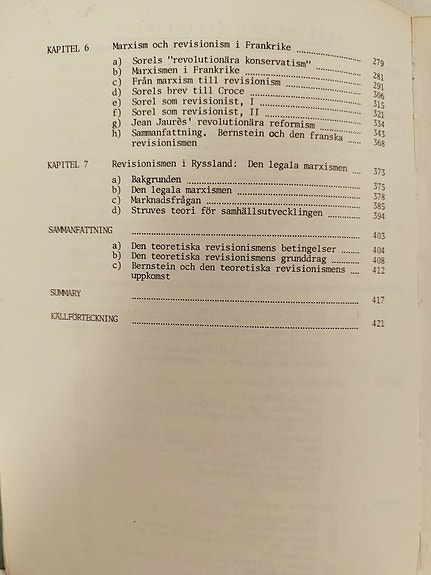 KAPITEL 6 Marxism och revisionism i Frankrike ..... 279
a) Sorels "revolutionära konservatism" ..... 281
b) Marxismen i Frankrike ..... 291
c) Från marxism till revisionism ..... 306
d) Sorels brev till Croce ..... 315
e) Sorel som revisionist, I ..... 321
f) Sorel som revisionist, II ..... 334
g) Jean Jaurès' revolutionära reformism ..... 343
h) Sammanfattning. Bernstein och den franska ..... 368
revisionismen
KAPITEL 7 Revisionismen i Ryssland: Den legala marxismen ..... 373
a) Bakgrunden ..... 375
b) Den legala marxismen ..... 378
c) Marknadsfrågan ..... 385
d) Struves teori för samhällsutvecklingen ..... 394
SAMMANFATTNING ..... 403
a) Den teoretiska revisionismens betingelser ..... 404
b) Den teoretiska revisionismens grunddrag ..... 408
c) Bernstein och den teoretiska revisionismens ..... 412
uppkomst
SUMMARY ..... 417
KÄLLFÖRTECKNING ..... 421